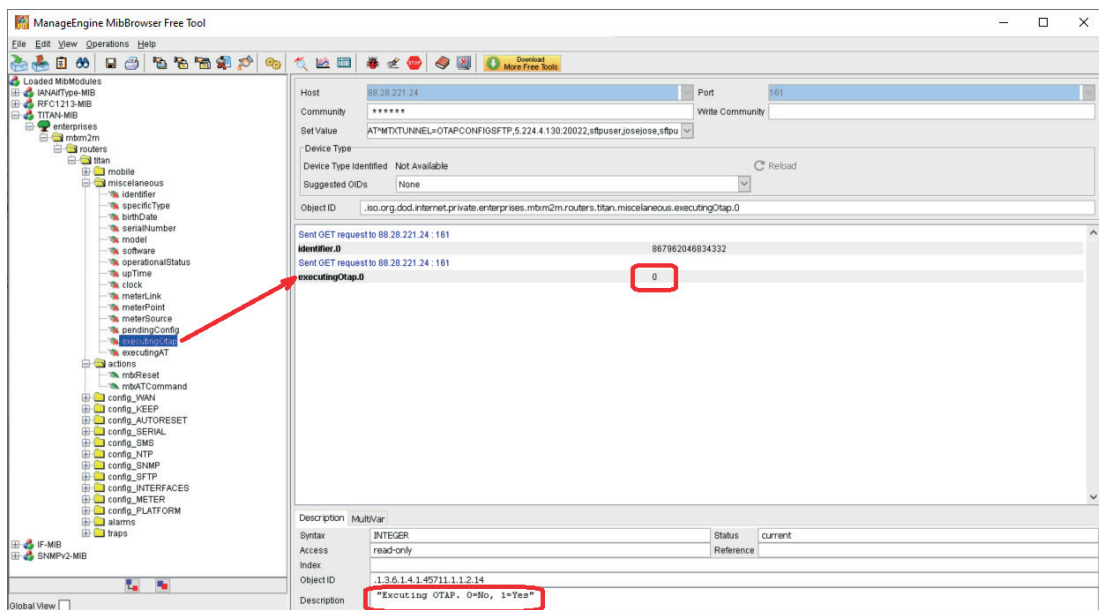 ManageEngine MibBrowser Free Tool
File Edit View Operations Help
Download
More Free Tools
Loaded MibModules
IANAifType-MIB
RFC1213-MIB
TITAN-MIB
enterprises
mtxm2m
routers
titan
mobile
miscelaneous
identifier
specificType
birthDate
serialNumber
model
software
operationalStatus
upTime
clock
meterLink
meterPoint
meterSource
pendingConfig
executingOtap
executingAT
actions
mtxReset
mtxATCommand
config_WAN
config_KEEP
config_AUTORESET
config_SERIAL
config_SMS
config_NTP
config_SNMP
config_SFTP
config_INTERFACES
config_METER
config_PLATFORM
alarms
traps
IF-MIB
SNMPv2-MIB
Global View
Host 88.28.221.24 Port 161
Community ****** Write Community
Set Value AT^MTXTUNNEL=OTAPCONFIGSFTP,5.224.4.130:20022,sftpuser,josejose,sftpu
Device Type
Device Type Identified Not Available Reload
Suggested OIDs None
Object ID .iso.org.dod.internet.private.enterprises.mtxm2m.routers.titan.miscelaneous.executingOtap.0
Sent GET request to 88.28.221.24 : 161
identifier.0 867962046834332
Sent GET request to 88.28.221.24 : 161
executingOtap.0 0
Description MultiVar
Syntax INTEGER Status current
Access read-only Reference
Index
Object ID .1.3.6.1.4.1.45711.1.1.2.14
Description "Excuting OTAP. 0=No, 1=Yes"